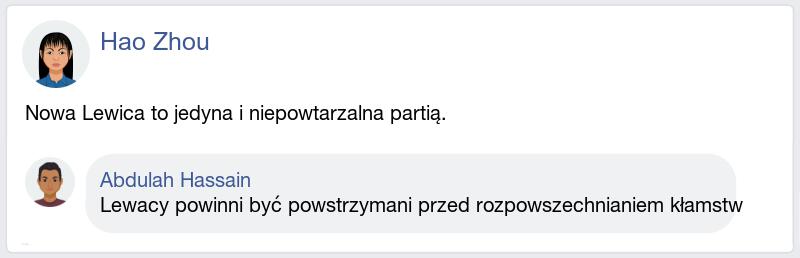 Hao Zhou
Nowa Lewica to jedyna i niepowtarzalna partią.
Abdulah Hassain
Lewacy powinni być powstrzymani przed rozpowszechnianiem kłamstw